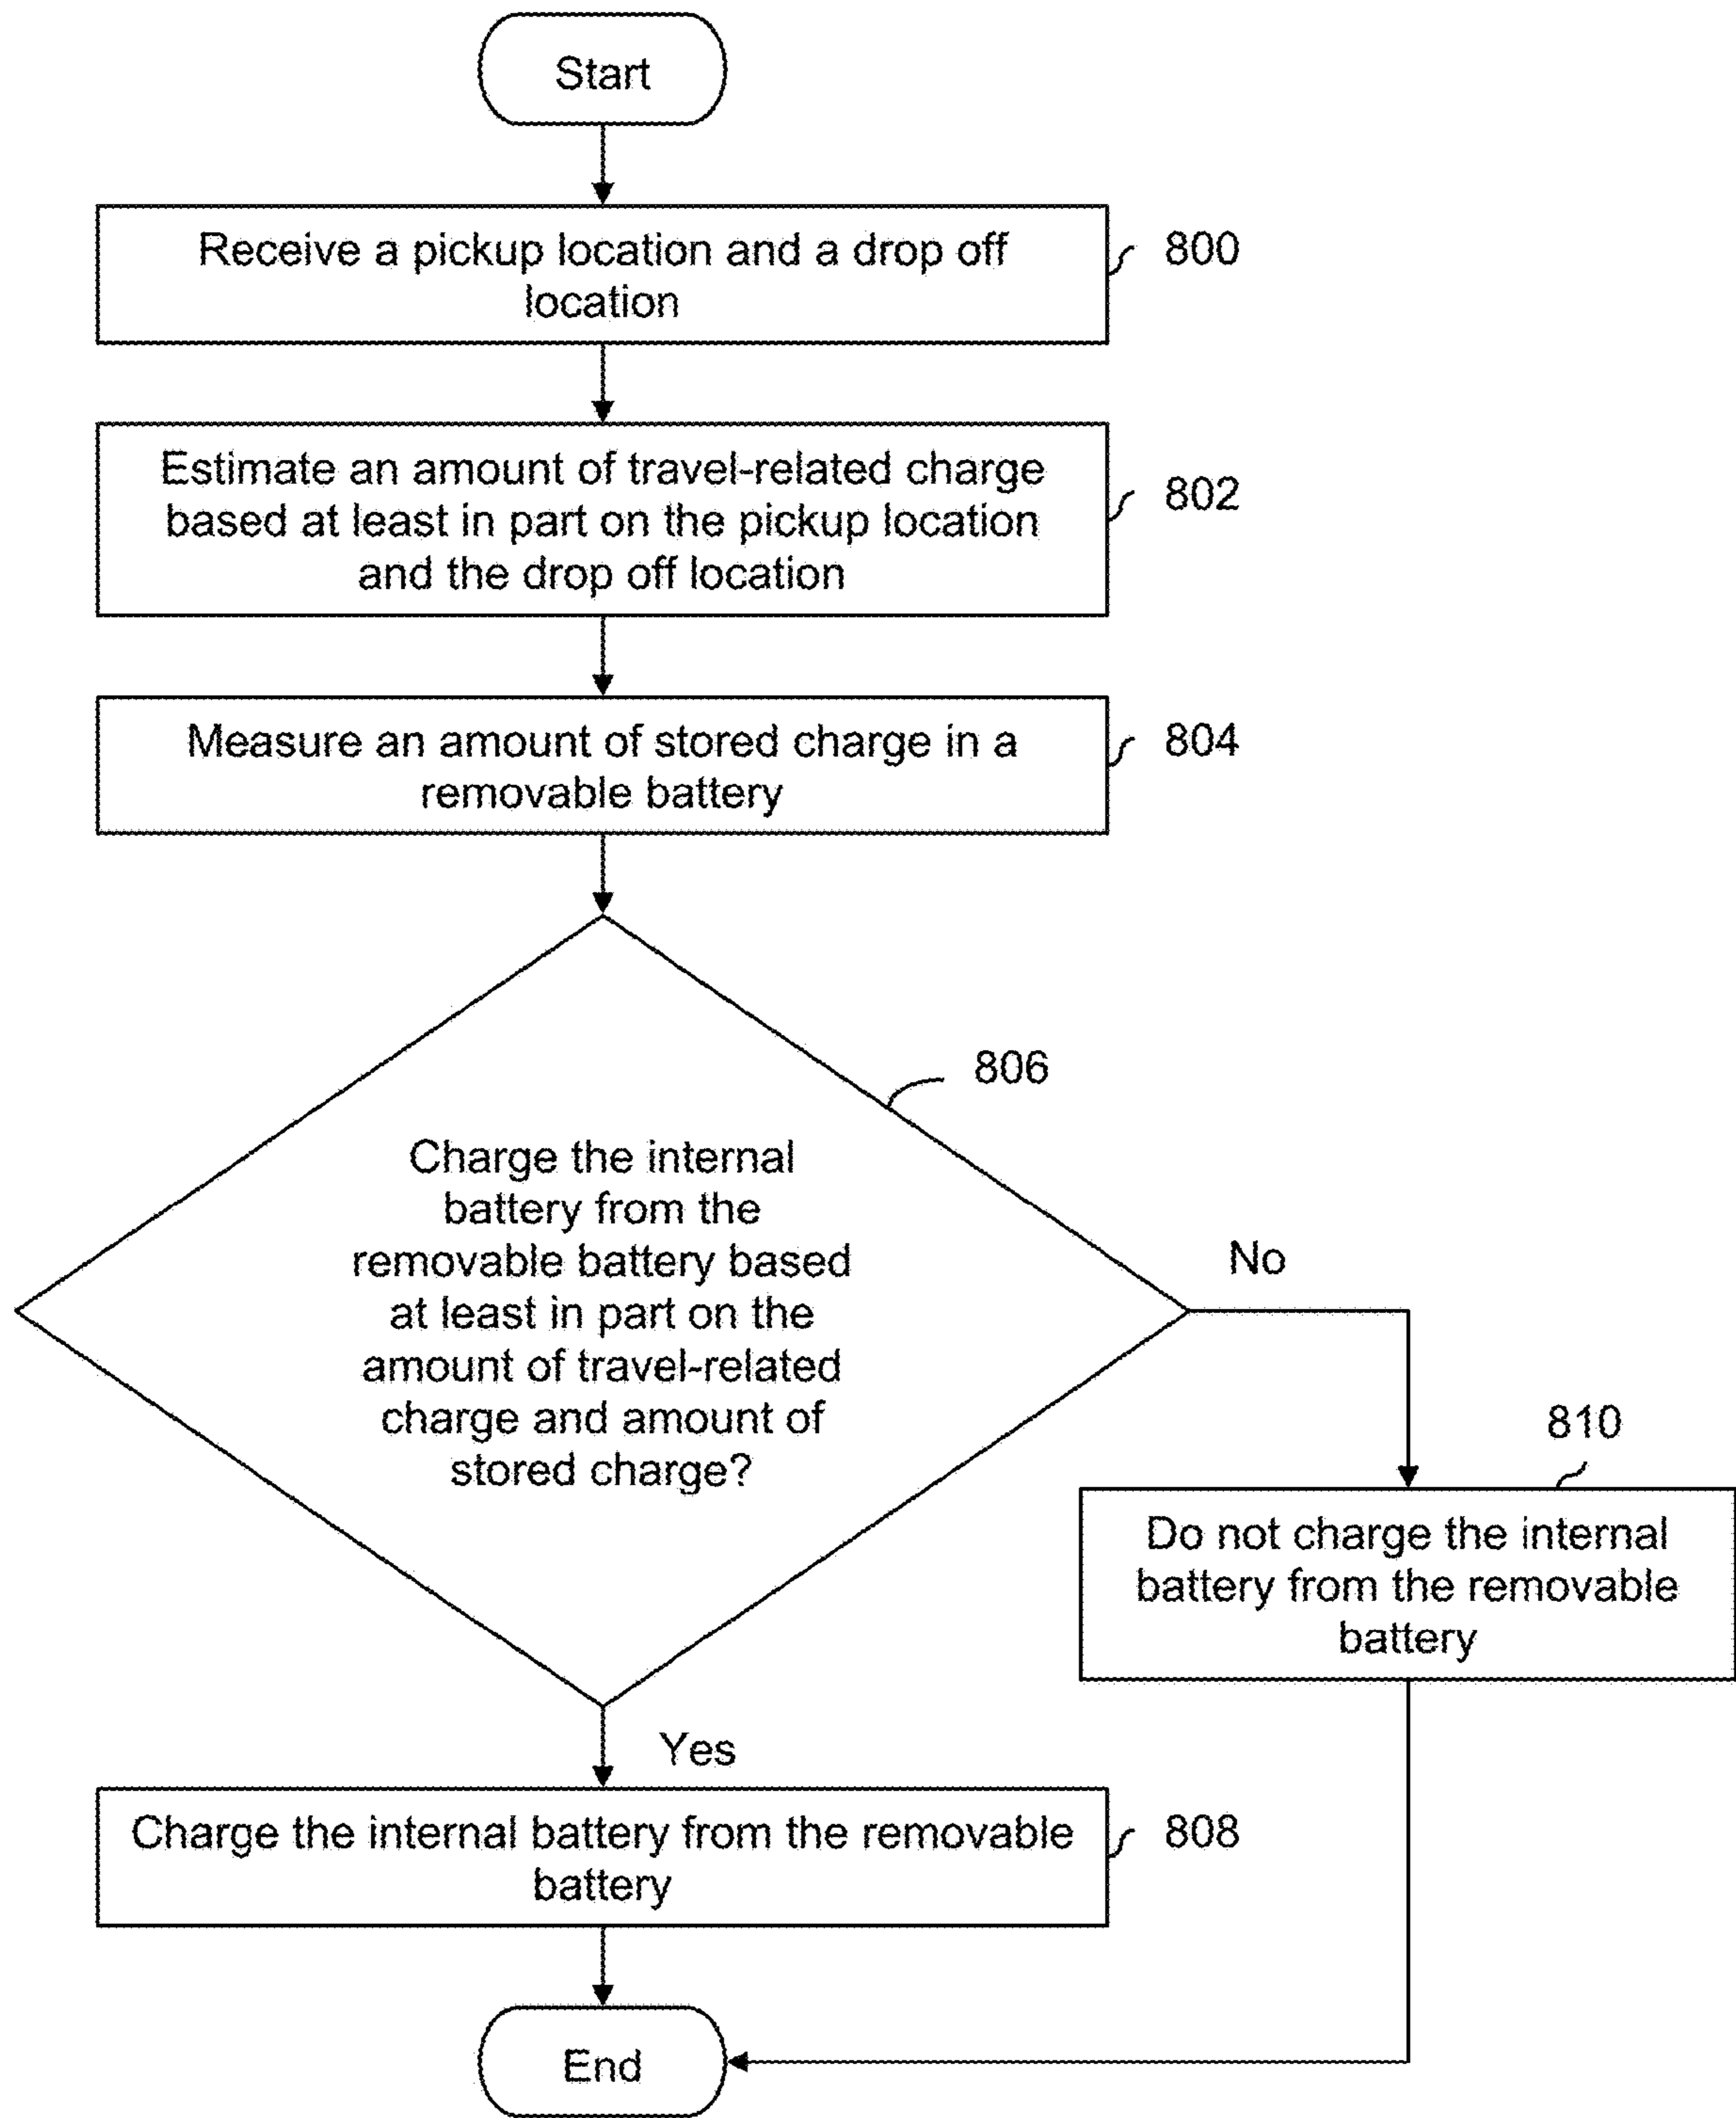 Start
Receive a pickup location and a drop off
location
800
Estimate an amount of travel-related charge
based at least in part on the pickup location
and the drop off location
802
Measure an amount of stored charge in a
removable battery
804
806
Charge the internal
battery from the
removable battery based
at least in part on the
amount of travel-related
charge and amount of
stored charge?
No
810
Do not charge the internal
battery from the removable
battery
Yes
Charge the internal battery from the removable
battery
808
End